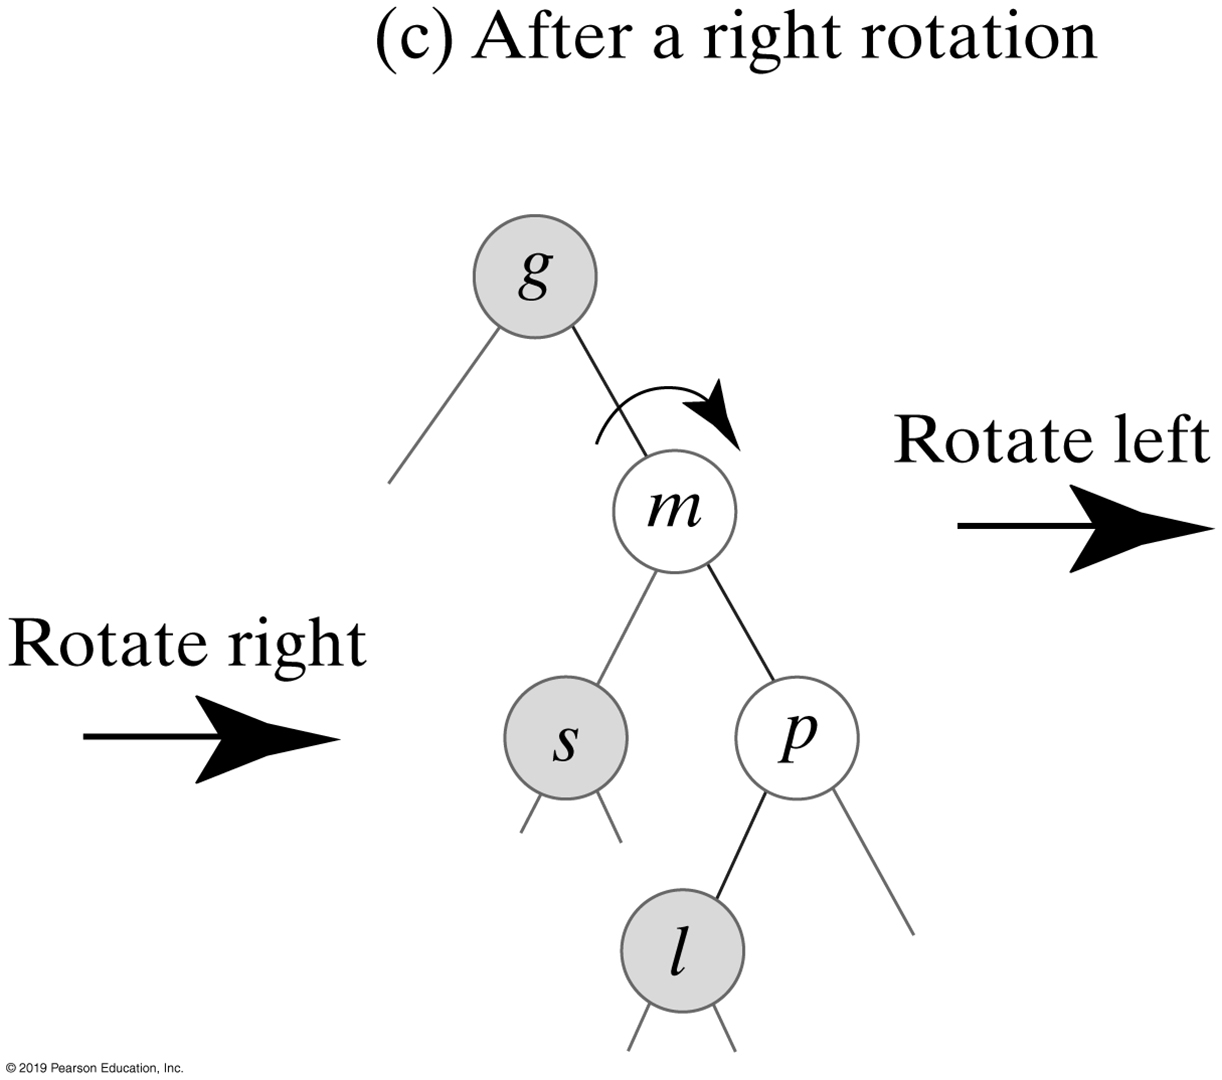 (c) After a right rotation
g
Rotate left
m
Rotate right
s
p
l
© 2019 Pearson Education, Inc.